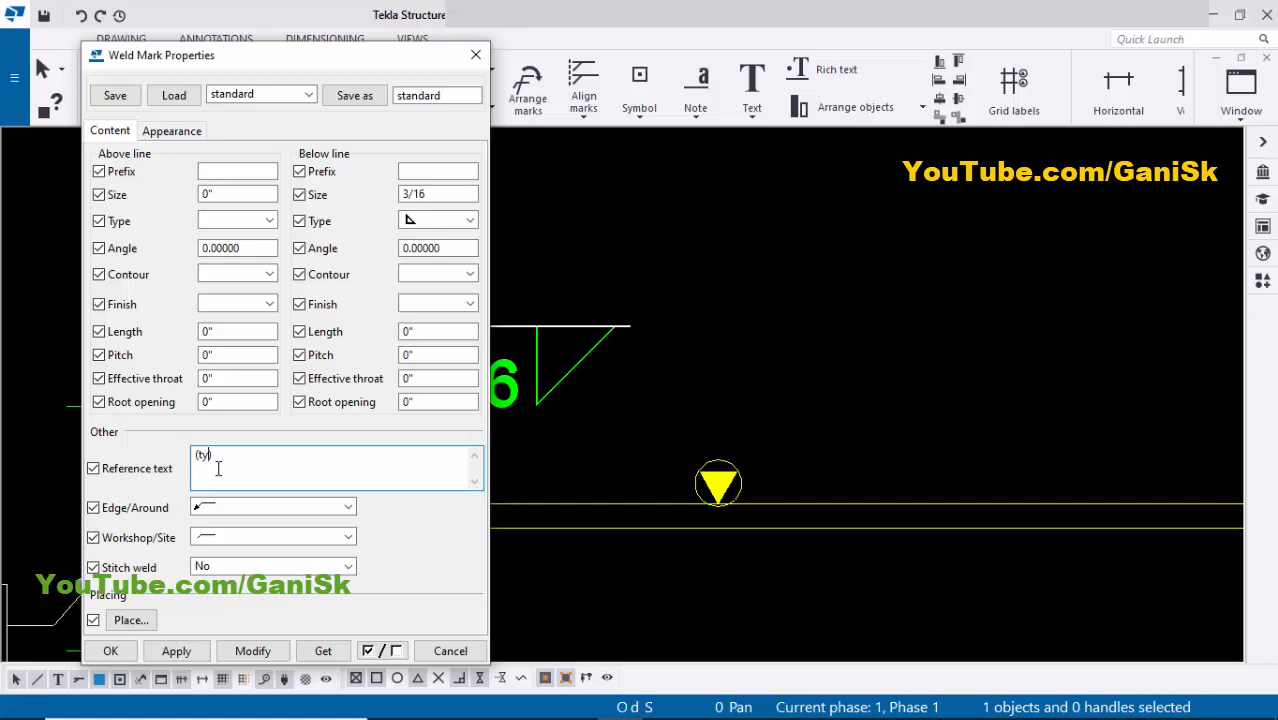 Tekla Structure
DRAWING ANNOTATIONS DIMENSIONING VIEWS
Quick Launch
Weld Mark Properties
Save Load standard Save as standard
Arrange marks
Align marks
Symbol
Note
Text
Rich text
Arrange objects
Grid labels
Horizontal
Window
Content Appearance
YouTube.com/GaniSk
Above line Below line
Prefix Prefix
Size 0" Size 3/16
Type Type
Angle 0.00000 Angle 0.00000
Contour Contour
Finish Finish
Length 0" Length 0"
Pitch 0" Pitch 0"
Effective throat 0" Effective throat 0"
Root opening 0" Root opening 0"
6
Other
(ty)
Reference text
Edge/Around
Workshop/Site
Stitch weld No
YouTube.com/GaniSk
Placing
Place...
OK Apply Modify Get / Cancel
O d S 0 Pan Current phase: 1, Phase 1 1 objects and 0 handles selected